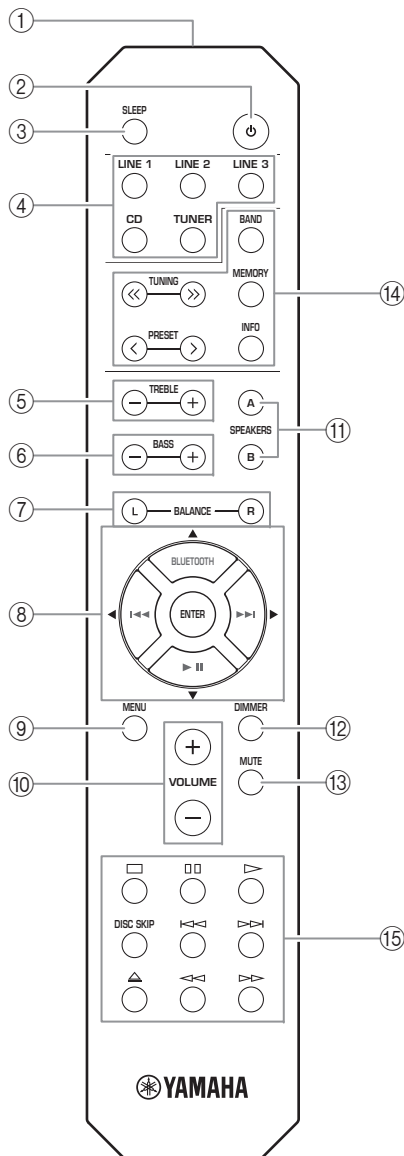 ①
②
SLEEP
③
LINE 1 LINE 2 LINE 3
④
CD TUNER BAND
TUNING MEMORY
⑭
PRESET INFO
TREBLE
⑤ A
SPEAKERS ⑪
BASS
⑥ B
⑦ L BALANCE R
BLUETOOTH
⑧ ENTER
MENU DIMMER
⑨ ⑫
MUTE
⑩ VOLUME ⑬
DISC SKIP
⑮
YAMAHA